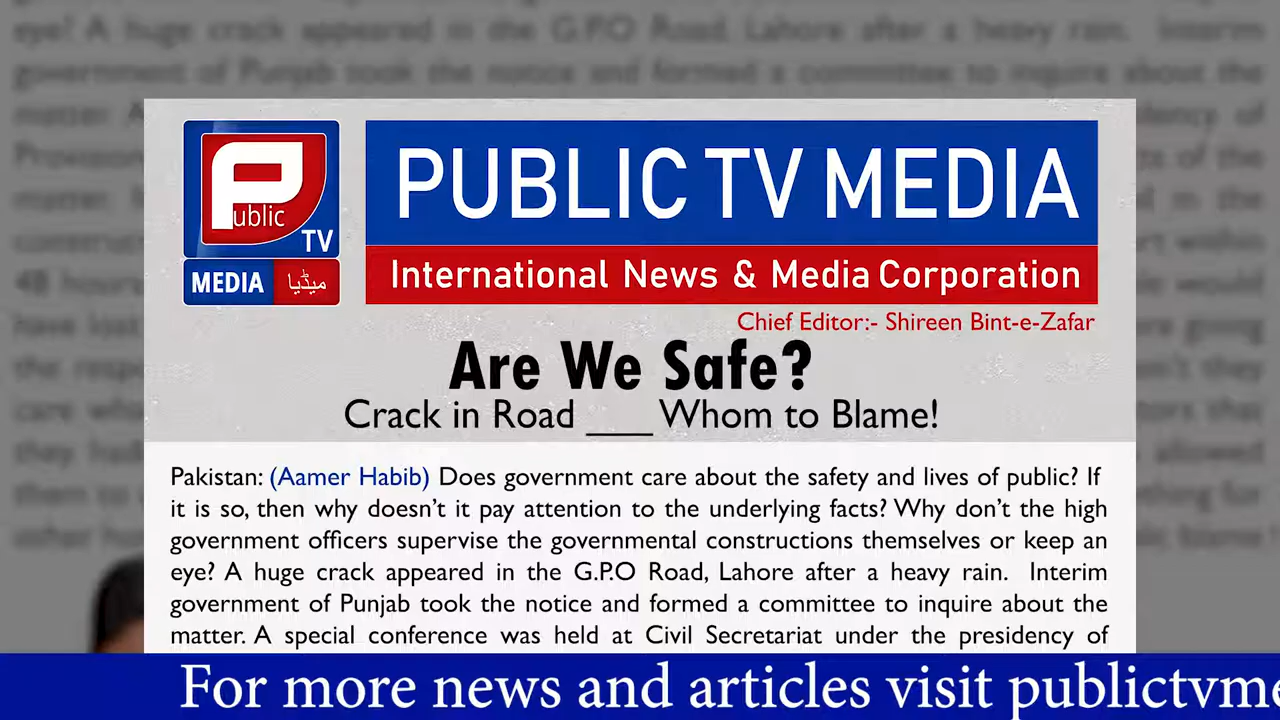 Public
TV
MEDIA میڈیا
PUBLIC TV MEDIA
International News & Media Corporation
Chief Editor:- Shireen Bint-e-Zafar
Are We Safe?
Crack in Road ___ Whom to Blame!
Pakistan: (Aamer Habib) Does government care about the safety and lives of public? If
it is so, then why doesn't it pay attention to the underlying facts? Why don't the high
government officers supervise the governmental constructions themselves or keep an
eye? A huge crack appeared in the G.P.O Road, Lahore after a heavy rain. Interim
government of Punjab took the notice and formed a committee to inquire about the
matter. A special conference was held at Civil Secretariat under the presidency of
For more news and articles visit publictvme